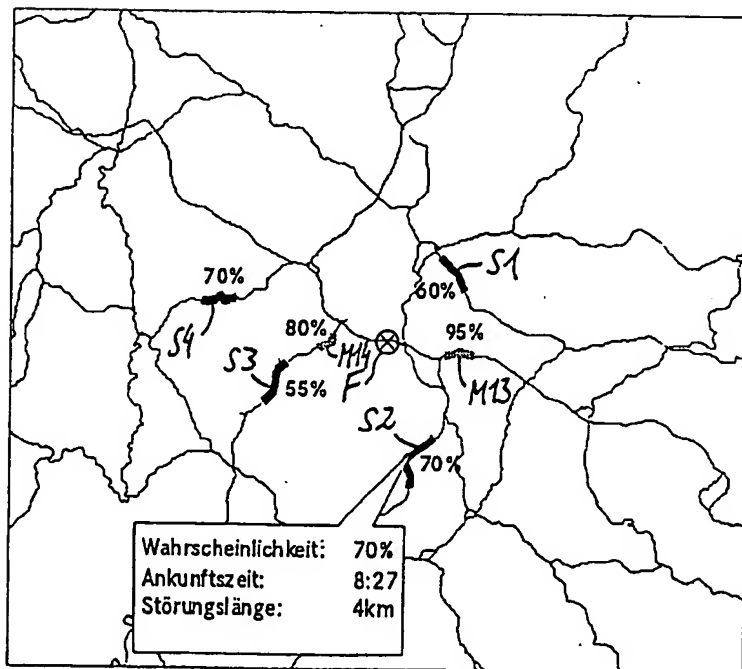 S1
60%
70%
S4
80%
M14
95%
M13
S3
55%
F
S2
70%
Wahrscheinlichkeit: 70%
Ankunftszeit: 8:27
Störungslänge: 4km